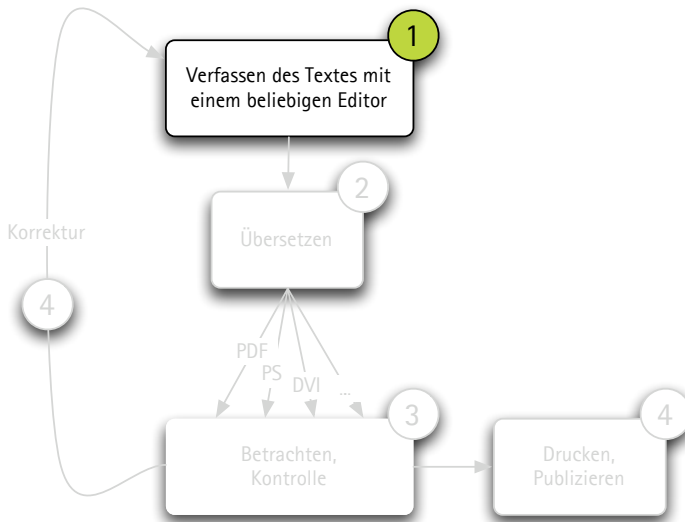 1
Verfassen des Textes mit
einem beliebigen Editor
2
Übersetzen
Korrektur
4
PDF
PS
DVI
...
3
Betrachten,
Kontrolle
4
Drucken,
Publizieren